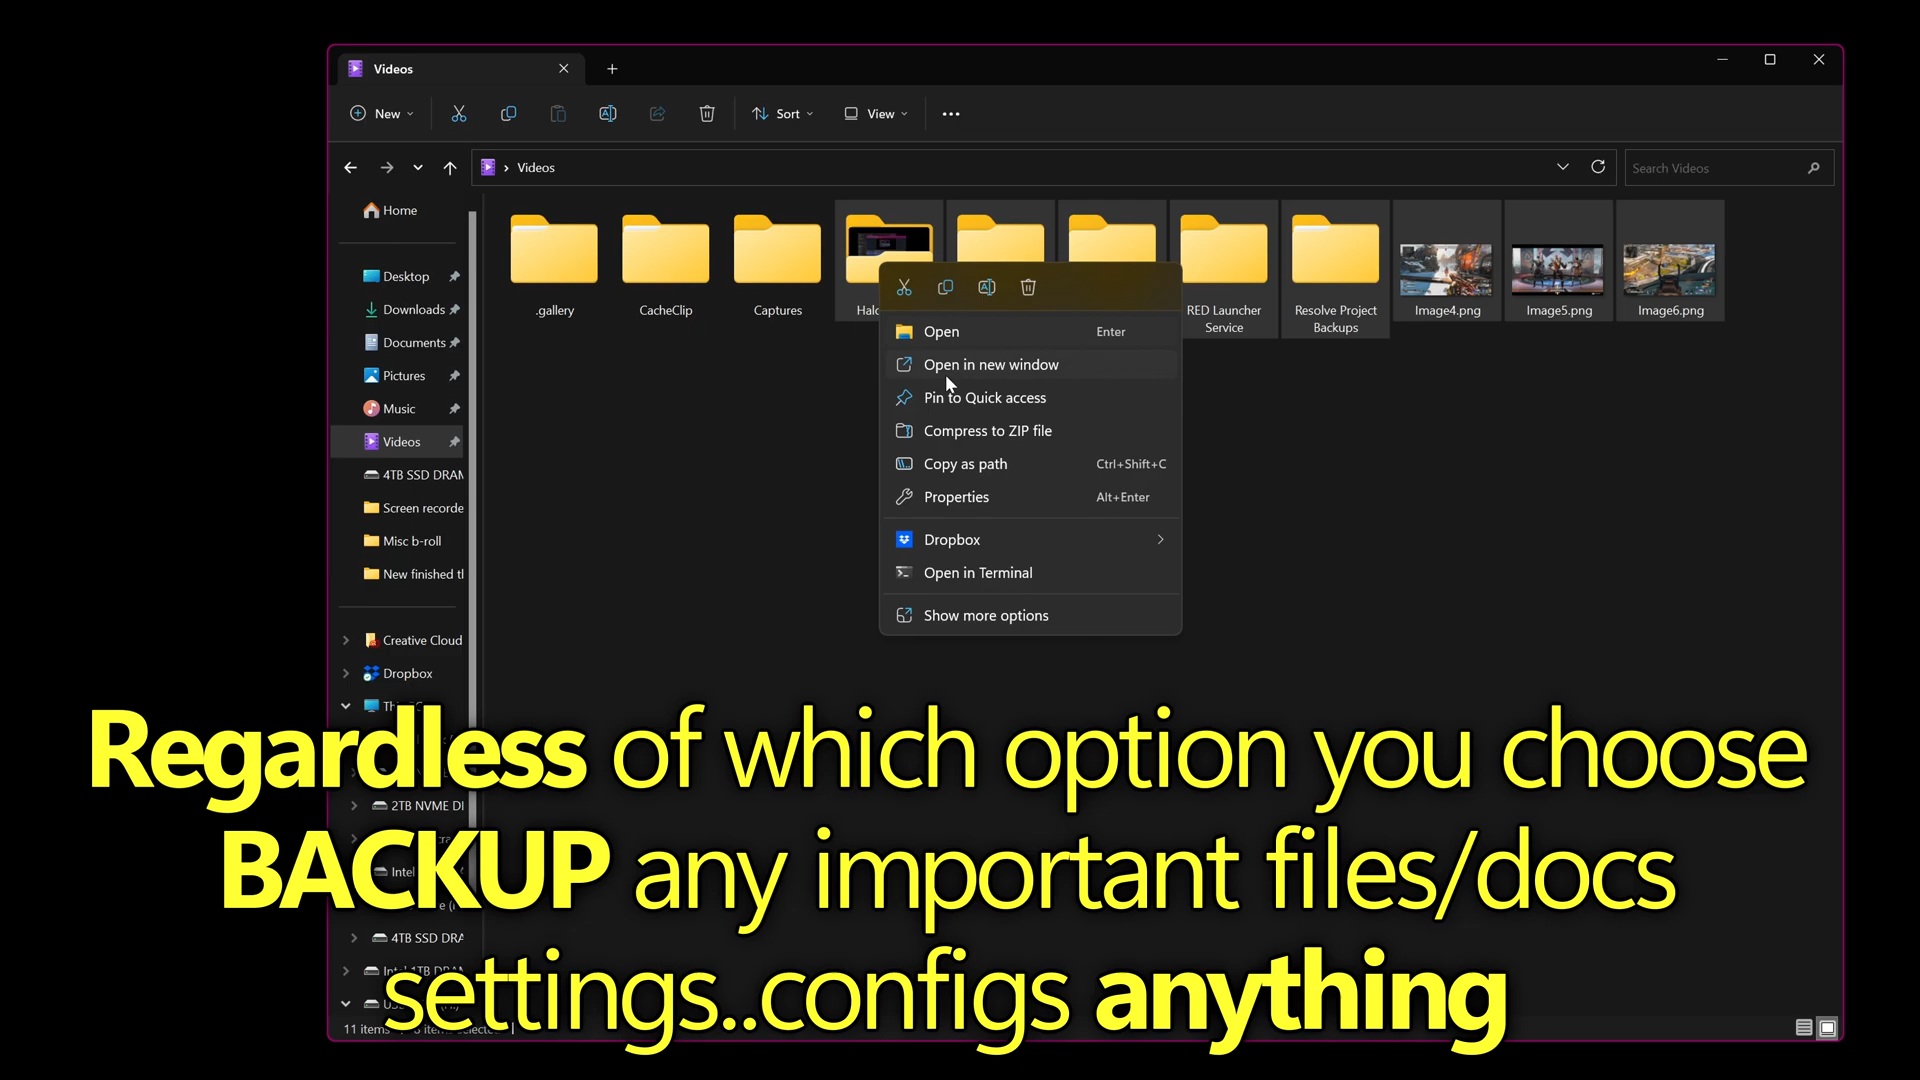 Videos
New
Sort
View
Videos
Search Videos
Home
Desktop
Downloads
Documents
Pictures
Music
Videos
4TB SSD DRAM
Screen recorde
Misc b-roll
New finished tl
Creative Cloud
Dropbox
2TB NVME DI
Intel
4TB SSD DRA
.gallery
CacheClip
Captures
Halo
RED Launcher
Service
Resolve Project
Backups
Image4.png
Image5.png
Image6.png
Open Enter
Open in new window
Pin to Quick access
Compress to ZIP file
Copy as path Ctrl+Shift+C
Properties Alt+Enter
Dropbox
Open in Terminal
Show more options
Regardless of which option you choose
BACKUP any important files/docs
settings..configs anything
11 items